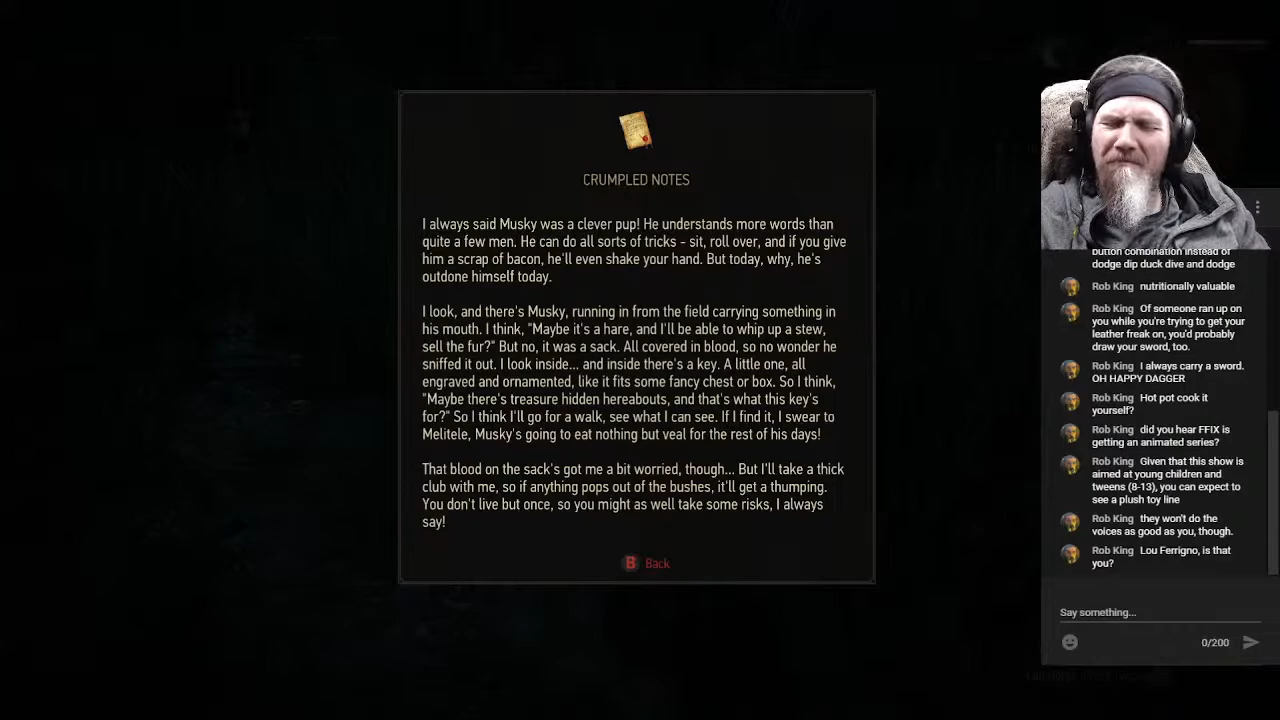 CRUMPLED NOTES
I always said Musky was a clever pup! He understands more words than
quite a few men. He can do all sorts of tricks - sit, roll over, and if you give
him a scrap of bacon, he'll even shake your hand. But today, why, he's
outdone himself today.
I look, and there's Musky, running in from the field carrying something in
his mouth. I think, "Maybe it's a hare, and I'll be able to whip up a stew,
sell the fur?" But no, it was a sack. All covered in blood, so no wonder he
sniffed it out. I look inside... and inside there's a key. A little one, all
engraved and ornamented, like it fits some fancy chest or box. So I think,
"Maybe there's treasure hidden hereabouts, and that's what this key's
for?" So I think I'll go for a walk, see what I can see. If I find it, I swear to
Melitele, Musky's going to eat nothing but veal for the rest of his days!
That blood on the sack's got me a bit worried, though... But I'll take a thick
club with me, so if anything pops out of the bushes, it'll get a thumping.
You don't live but once, so you might as well take some risks, I always
say!
B Back
button combination instead of
dodge dip duck dive and dodge
Rob King nutritionally valuable
Rob King Of someone ran up on
you while you're trying to get your
leather freak on, you'd probably
draw your sword, too.
Rob King I always carry a sword.
OH HAPPY DAGGER
Rob King Hot pot cook it
yourself?
Rob King did you hear FFIX is
getting an animated series?
Rob King Given that this show is
aimed at young children and
tweens (8-13), you can expect to
see a plush toy line
Rob King they won't do the
voices as good as you, though.
Rob King Lou Ferrigno, is that
you?
Say something...
0/200